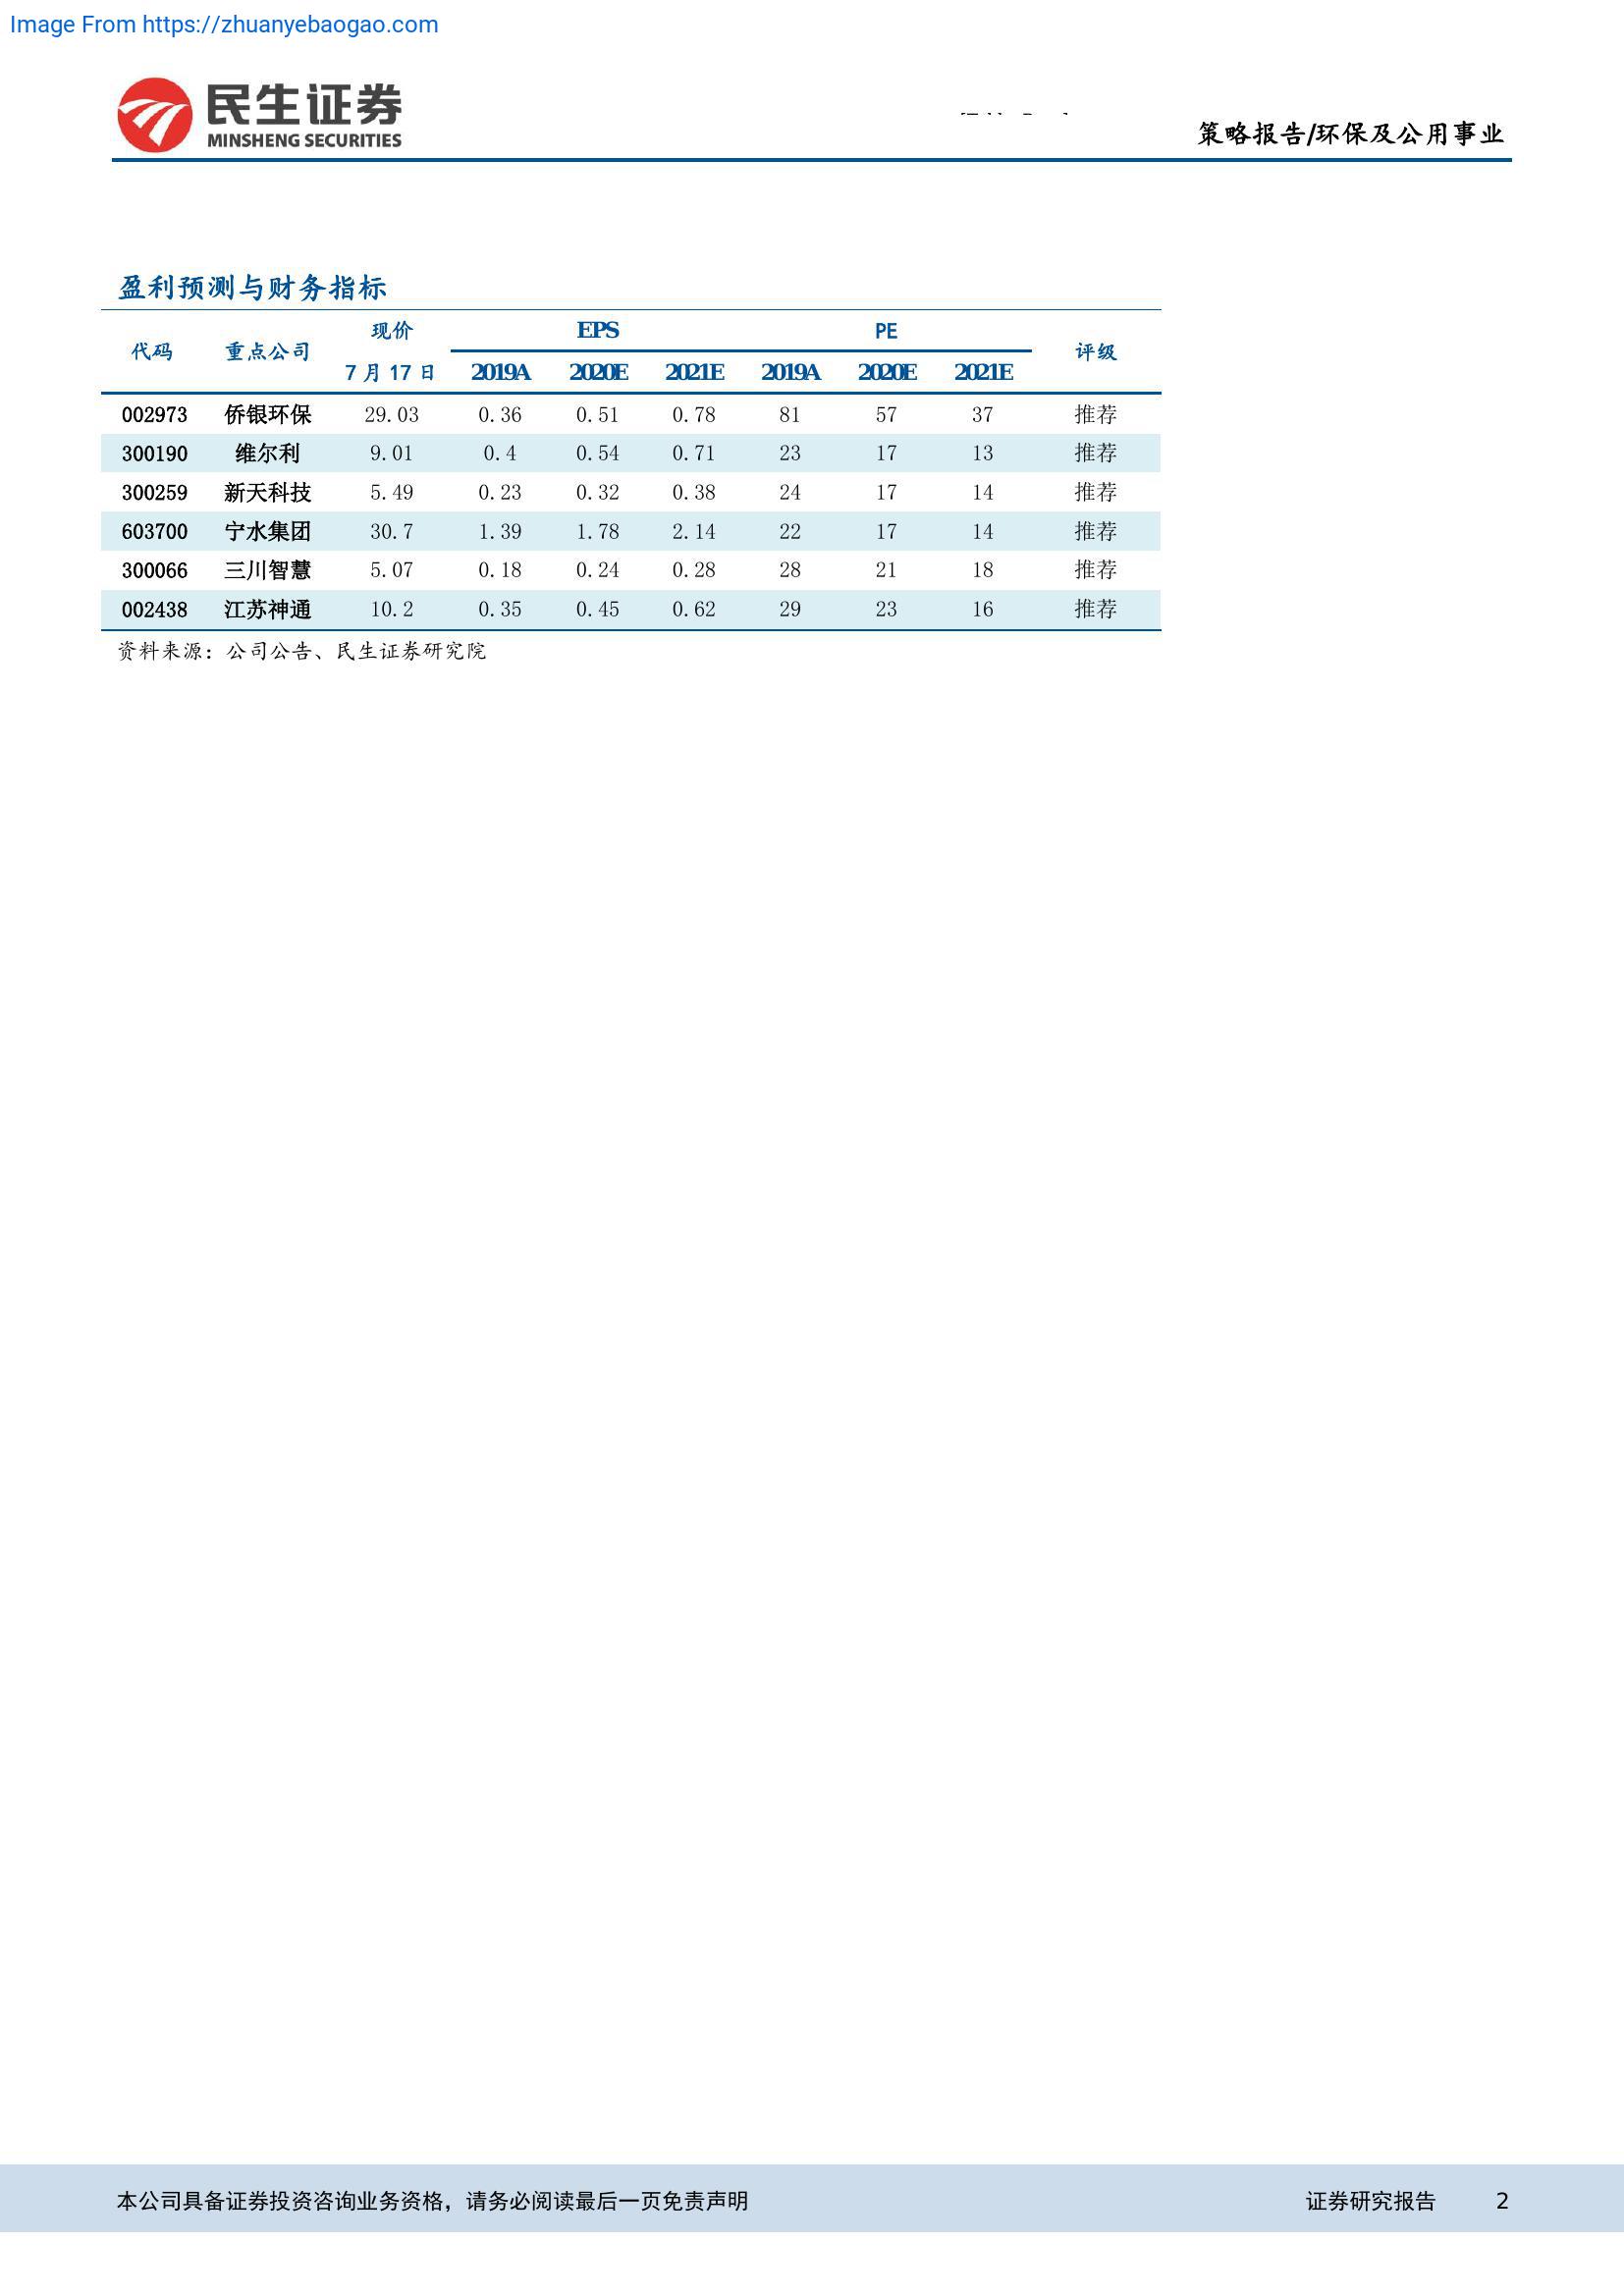 Image From https://zhuanyebaogao.com
民生证券
MINSHENG SECURITIES
策略报告/环保及公用事业
盈利预测与财务指标
代码 重点公司 现价 EPS PE 评级
7 月 17 日 2019A 2020E 2021E 2019A 2020E 2021E
002973 侨银环保 29.03 0.36 0.51 0.78 81 57 37 推荐
300190 维尔利 9.01 0.4 0.54 0.71 23 17 13 推荐
300259 新天科技 5.49 0.23 0.32 0.38 24 17 14 推荐
603700 宁水集团 30.7 1.39 1.78 2.14 22 17 14 推荐
300066 三川智慧 5.07 0.18 0.24 0.28 28 21 18 推荐
002438 江苏神通 10.2 0.35 0.45 0.62 29 23 16 推荐
资料来源：公司公告、民生证券研究院
本公司具备证券投资咨询业务资格，请务必阅读最后一页免责声明 证券研究报告 2